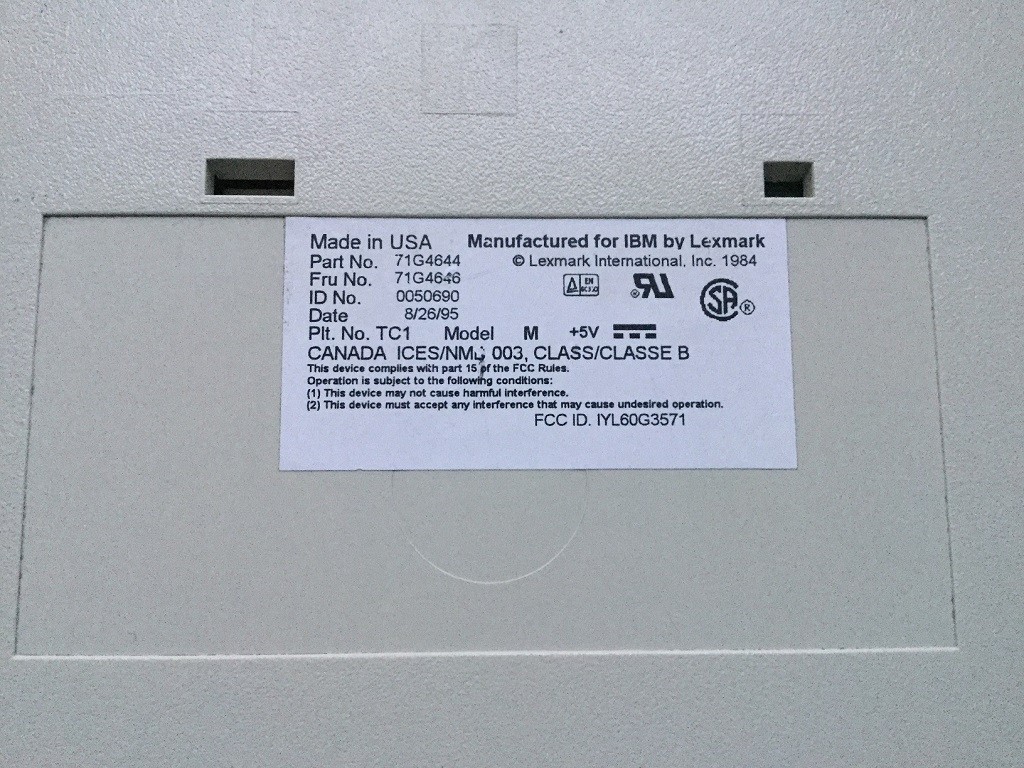 Made in USA Manufactured for IBM by Lexmark
Part No. 71G4644 © Lexmark International, Inc. 1984
Fru No. 71G4646
ID No. 0050690
Date 8/26/95
Plt. No. TC1 Model M +5V
CANADA ICES/NMB 003, CLASS/CLASSE B
This device complies with part 15 of the FCC Rules.
Operation is subject to the following conditions:
(1) This device may not cause harmful interference.
(2) This device must accept any interference that may cause undesired operation.
FCC ID. IYL60G3571